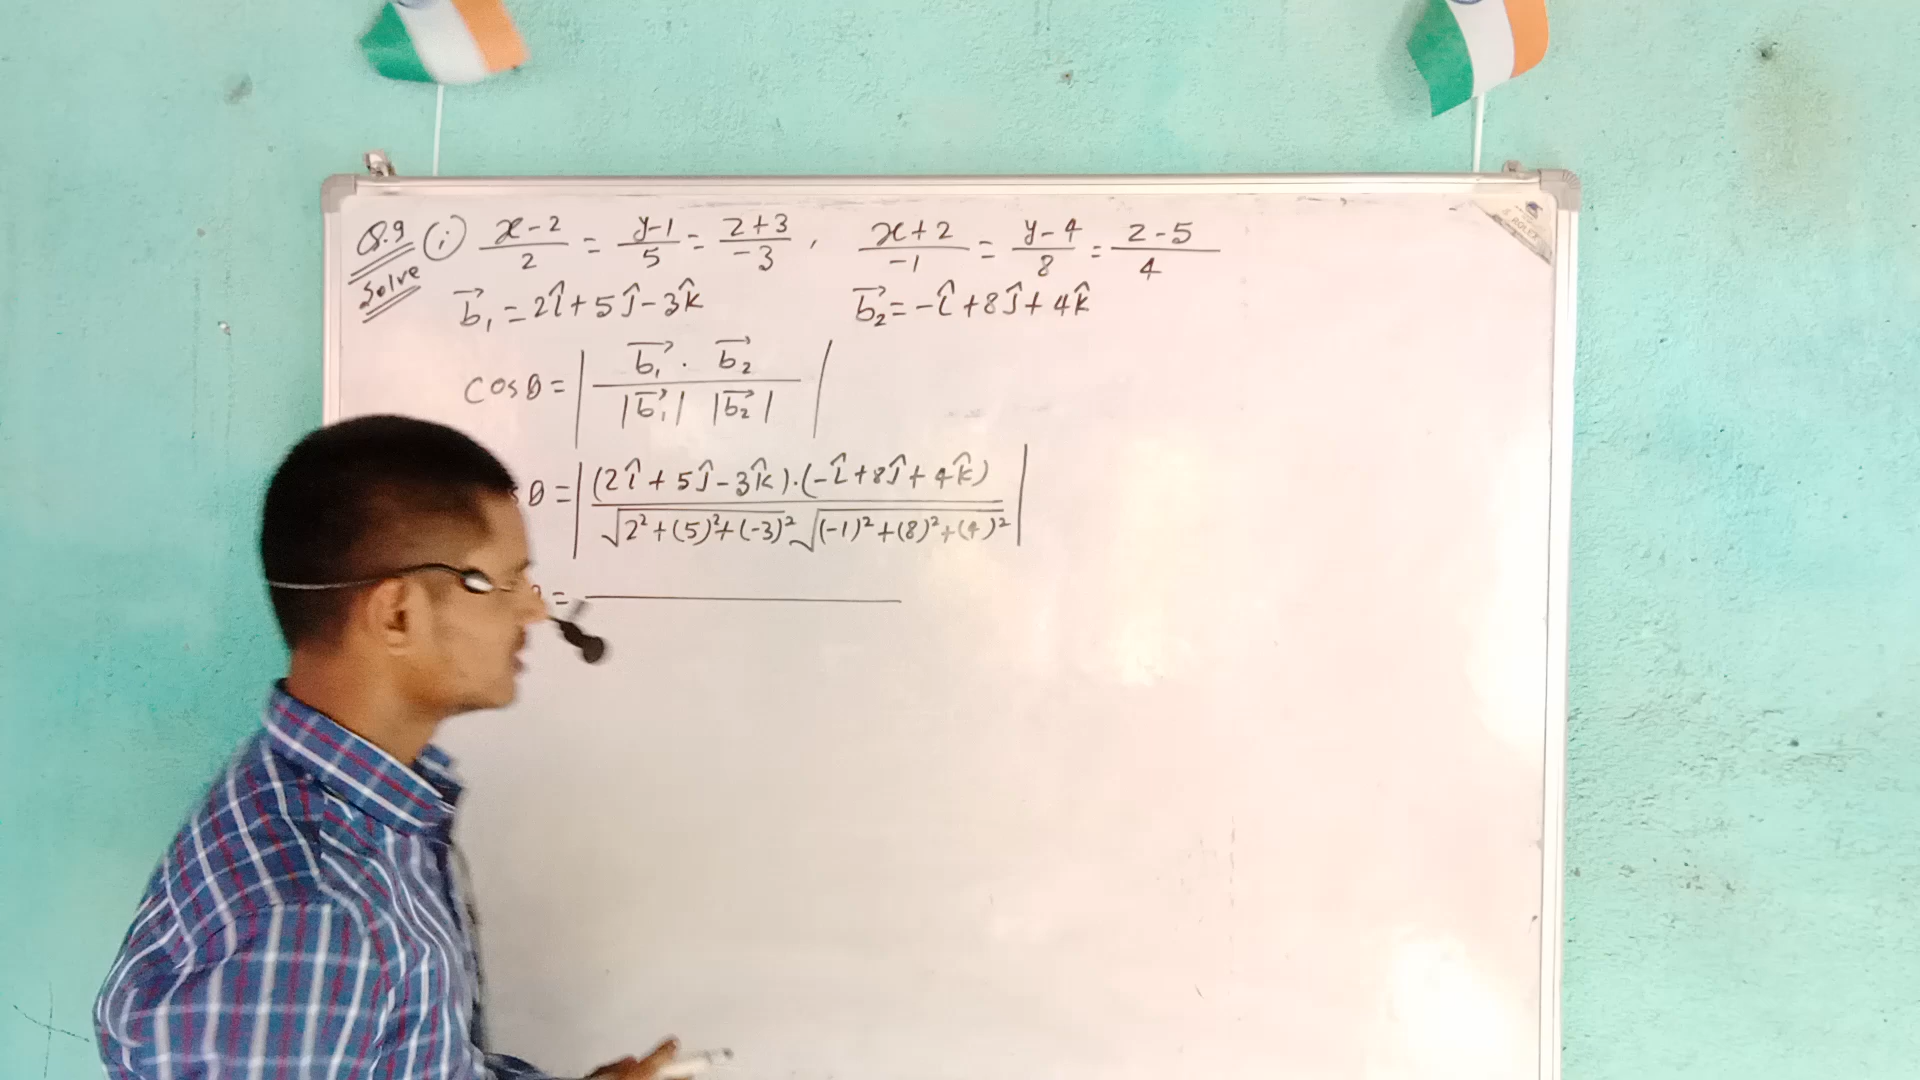 Q.9 (i) x-2/2 = y-1/5 = z+3/-3 , x+2/-1 = y-4/8 = z-5/4
Solve
b₁→ = 2î + 5ĵ - 3k̂ b₂→ = -î + 8ĵ + 4k̂
cosθ = | b₁→ . b₂→ / |b₁→| |b₂→| |
s θ = | (2î + 5ĵ - 3k̂).(-î + 8ĵ + 4k̂) / √2² + (5)² + (-3)² √(-1)² + (8)² + (4)² |
θ =
ROLEX